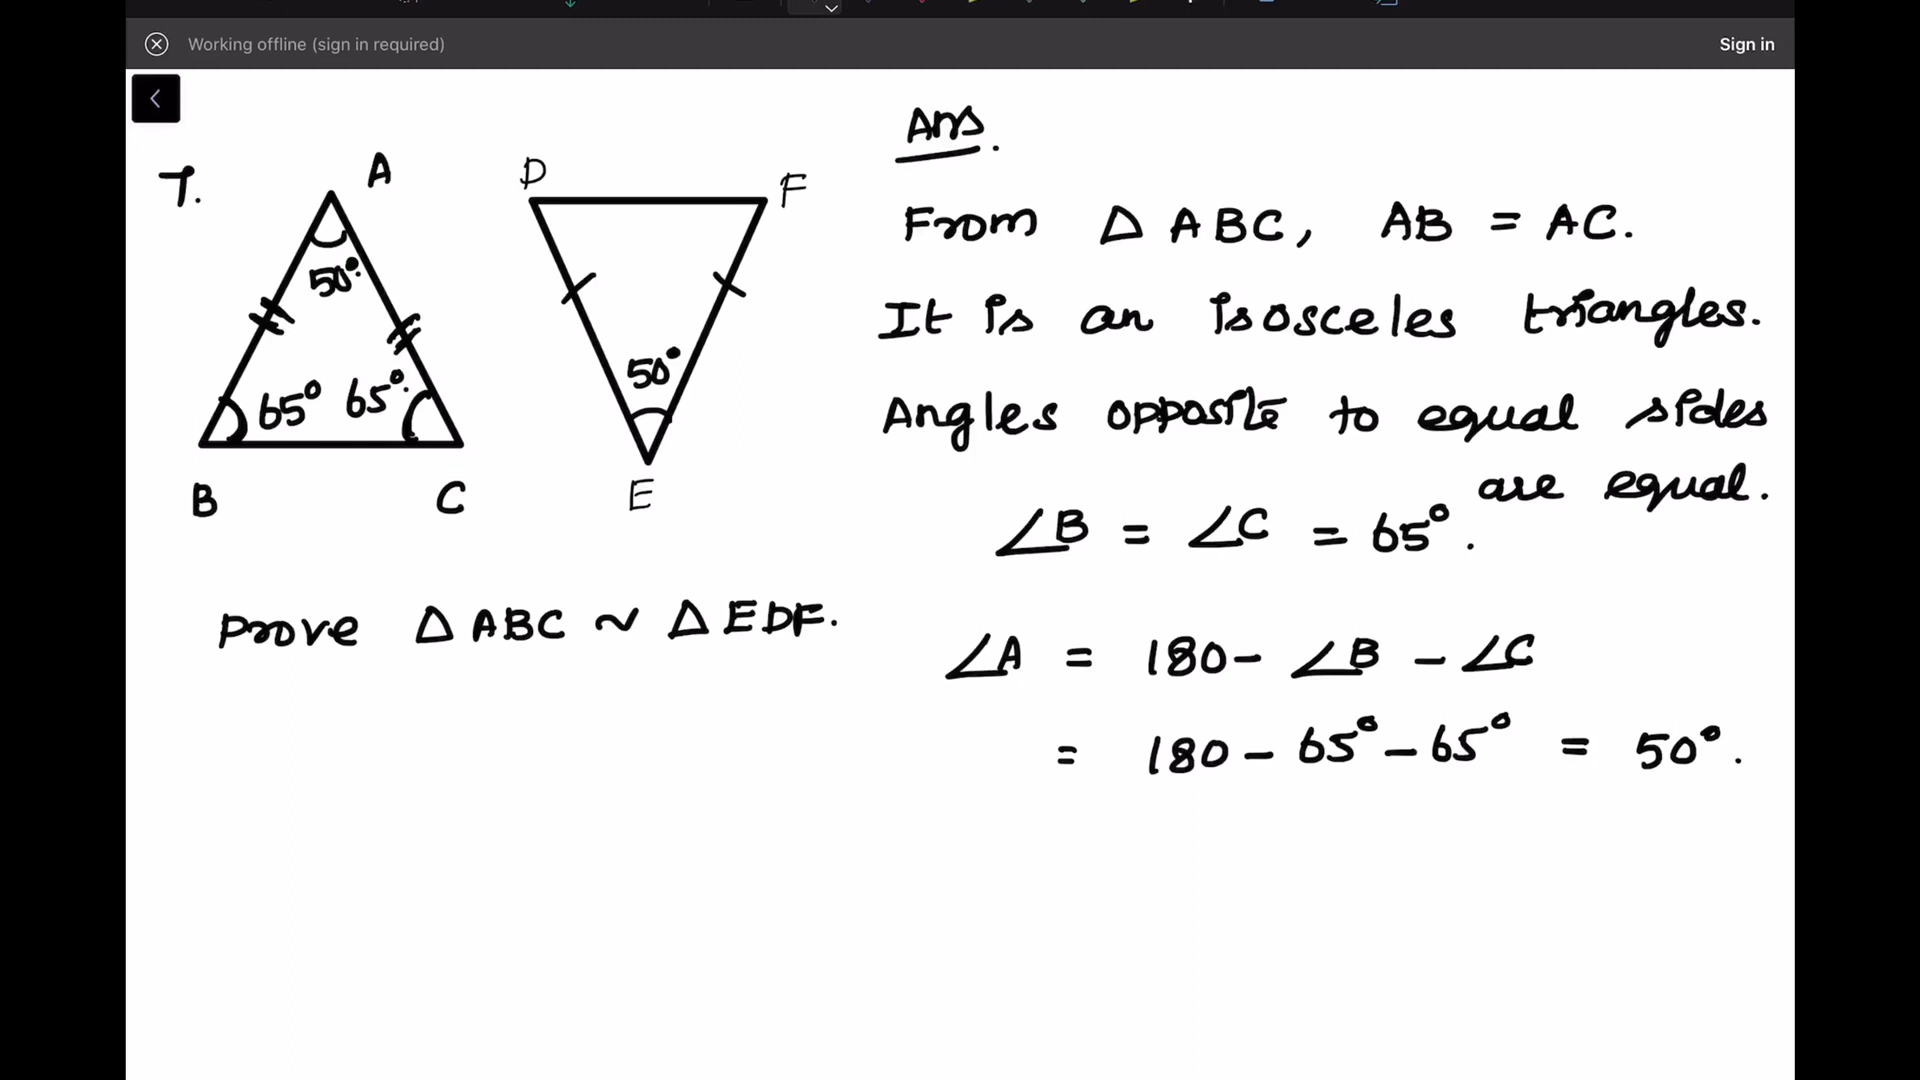 Working offline (sign in required)
Sign in
Ans.
7.
A
D
F
50°
50°
65° 65°
B
C
E
From Δ ABC, AB = AC.
It is an isosceles triangles.
Angles opposite to equal sides
are equal.
∠B = ∠C = 65°.
Prove Δ ABC ~ Δ EDF.
∠A = 180 - ∠B - ∠C
= 180 - 65° - 65° = 50°.